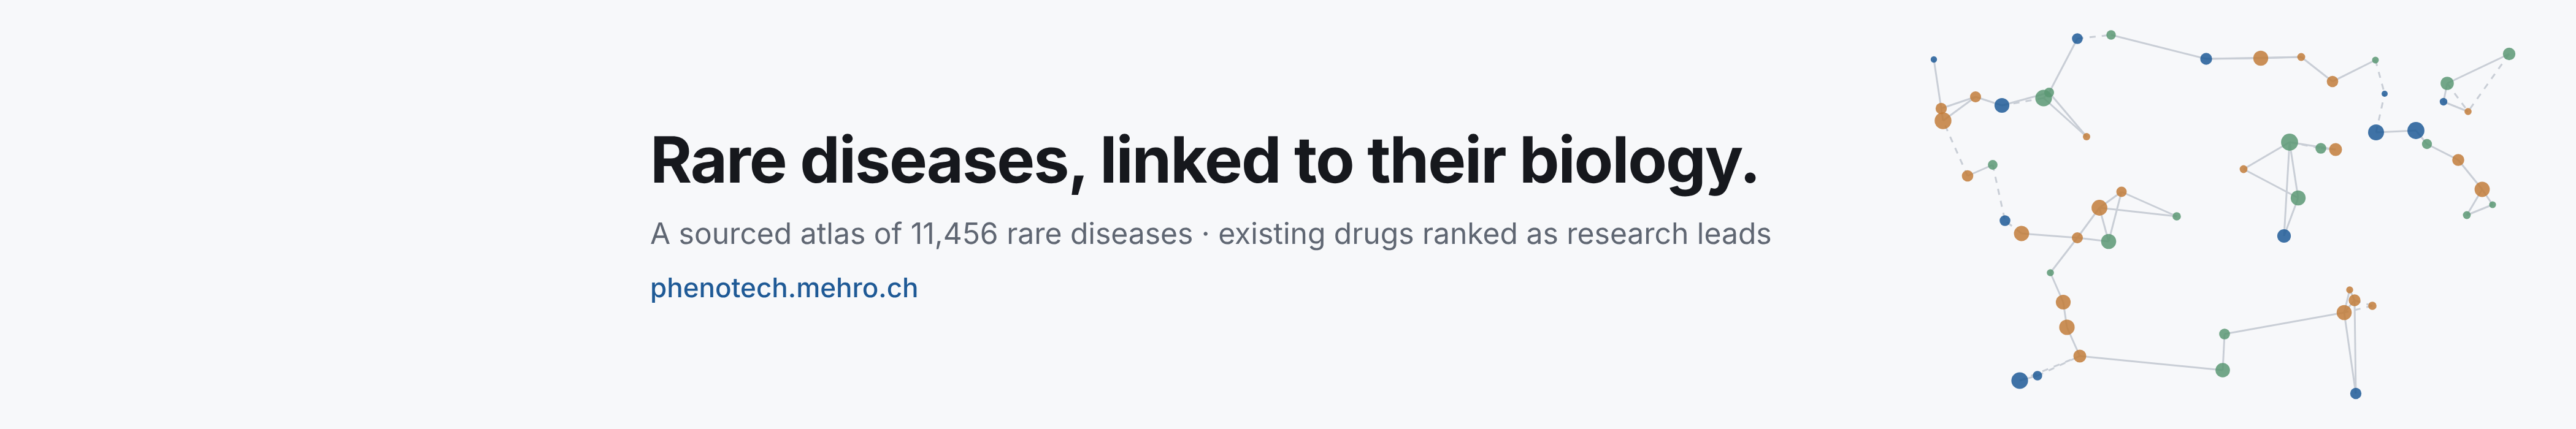 Rare diseases, linked to their biology.
A sourced atlas of 11,456 rare diseases · existing drugs ranked as research leads
phenotech.mehro.ch